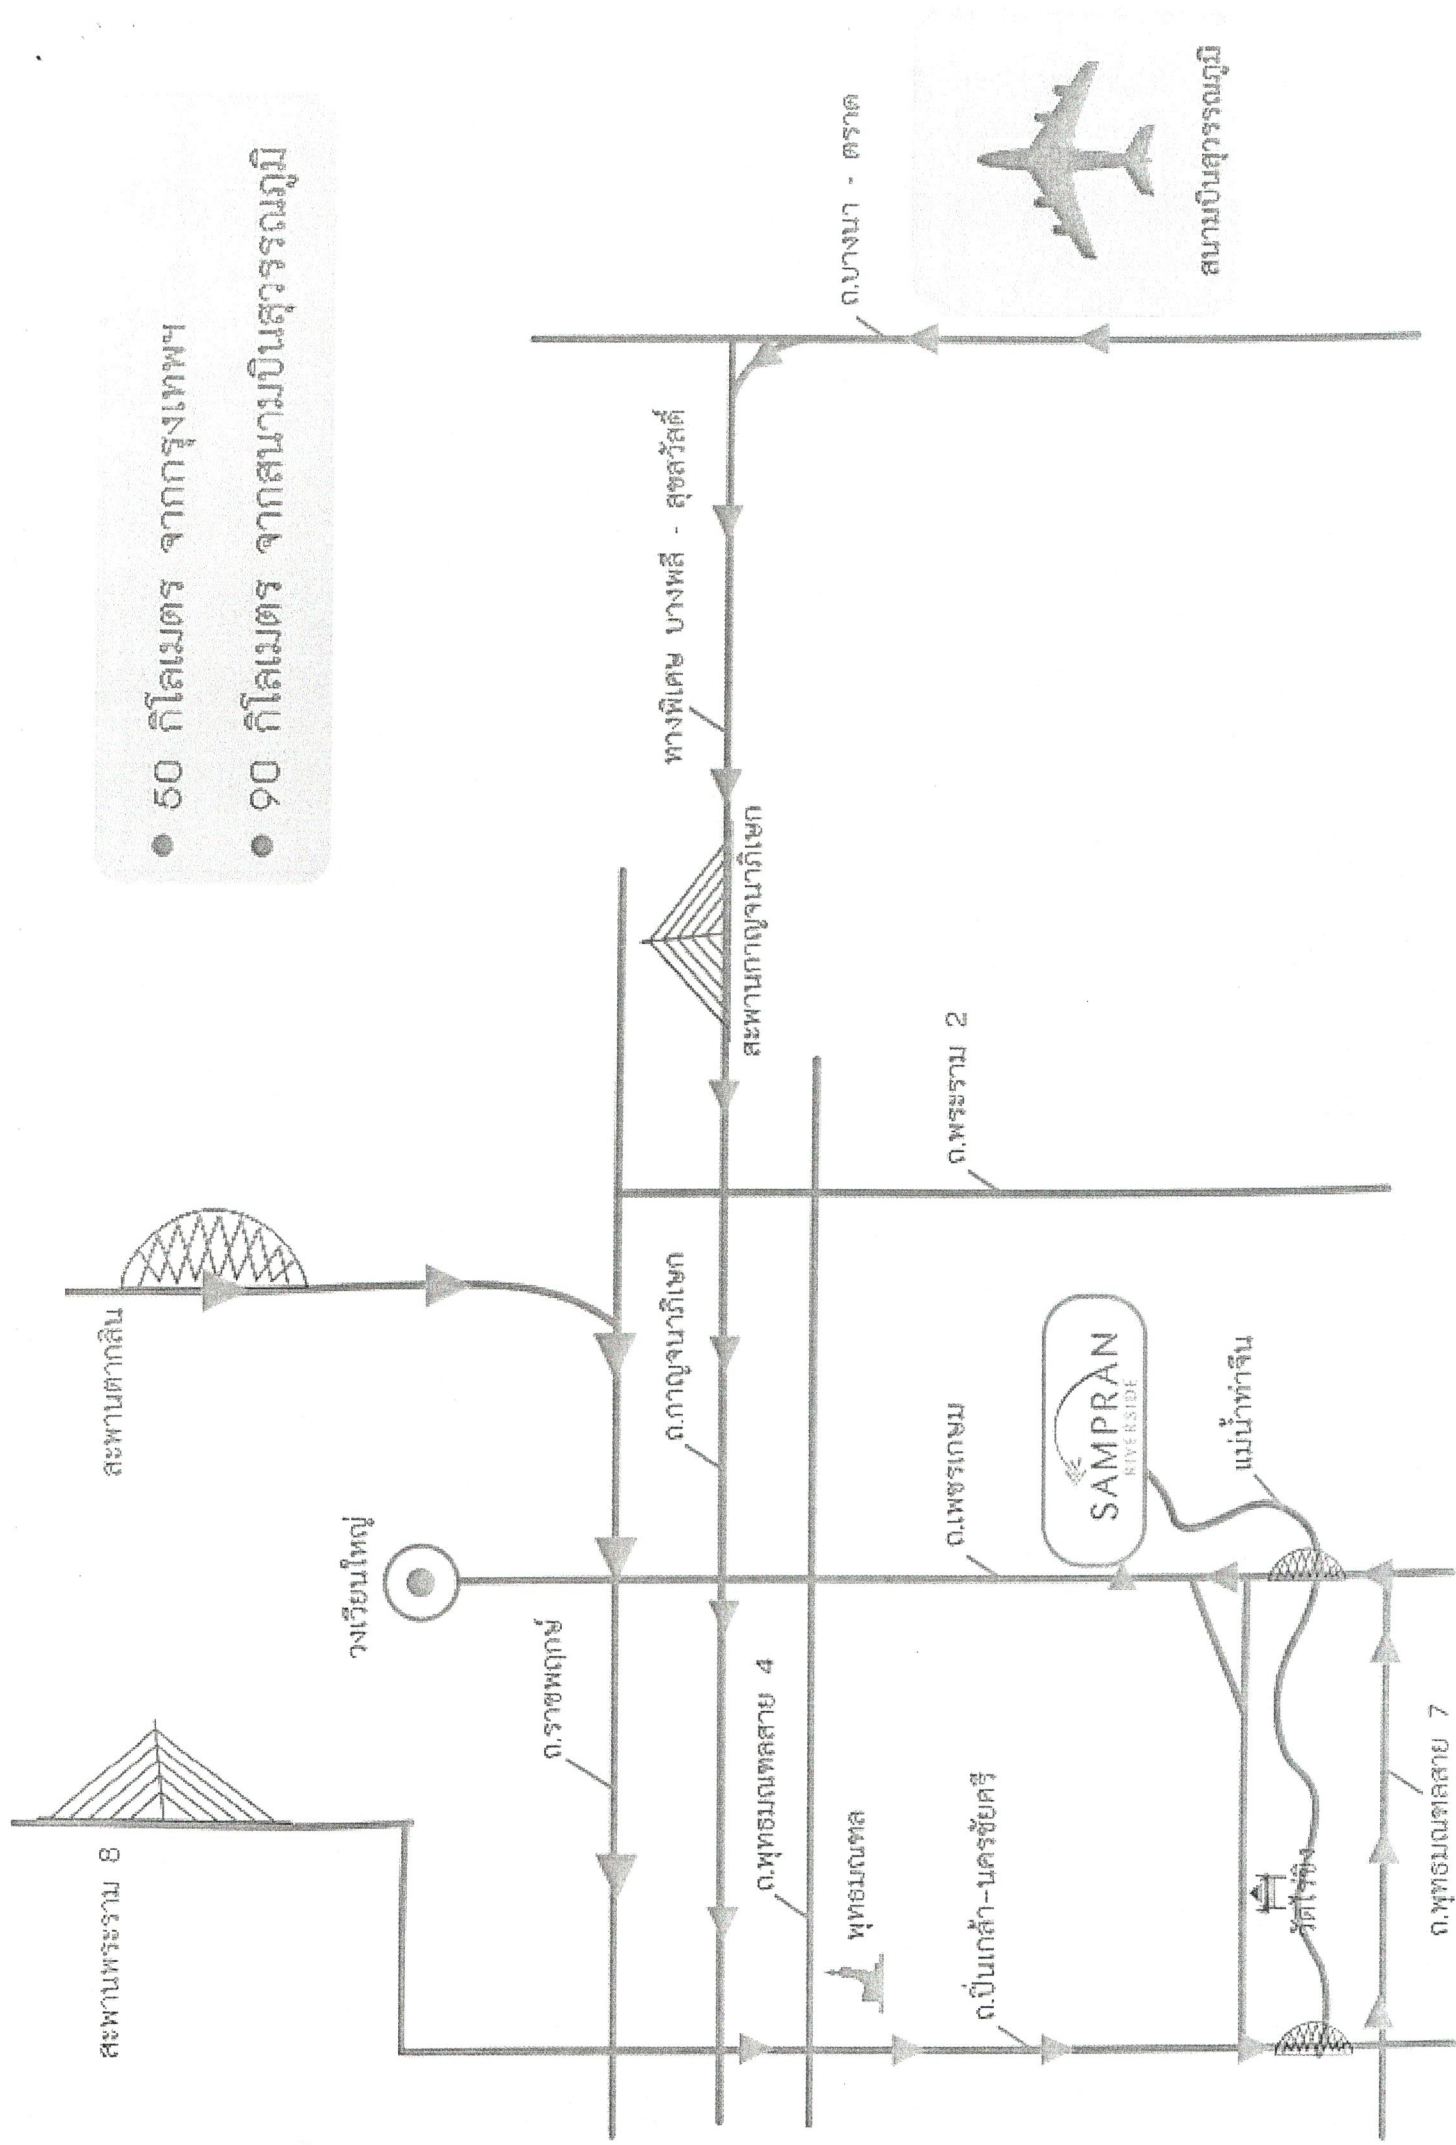 ● 50 กิโลเมตร จากกรุงเทพฯ
● 90 กิโลเมตร จากสนามบินสุวรรณภูมิ
สะพานพระราม 8
สะพานตากสิน
วงเวียนใหญ่
ถ.ราชพฤกษ์
ถ.กาญจนาภิเษก
ทางพิเศษ บางพลี - สุขสวัสดิ์
สะพานกาญจนาภิเษก
ถ.บางนา - ตราด
สนามบินสุวรรณภูมิ
ถ.พุทธมณฑลสาย 4
พุทธมณฑล
ถ.พระราม 2
ถ.เพชรเกษม
ถ.ปิ่นเกล้า-นครชัยศรี
SAMPRAN
RIVERSIDE
แม่น้ำท่าจีน
วัดไร่ขิง
ถ.พุทธมณฑลสาย 7